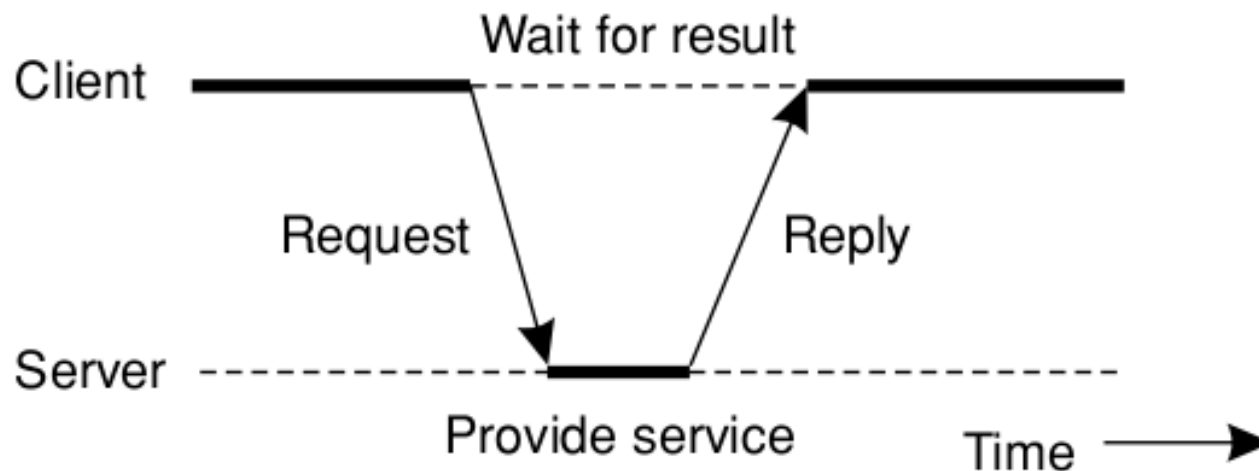 Wait for result
Client
Request
Reply
Server
Provide service
Time